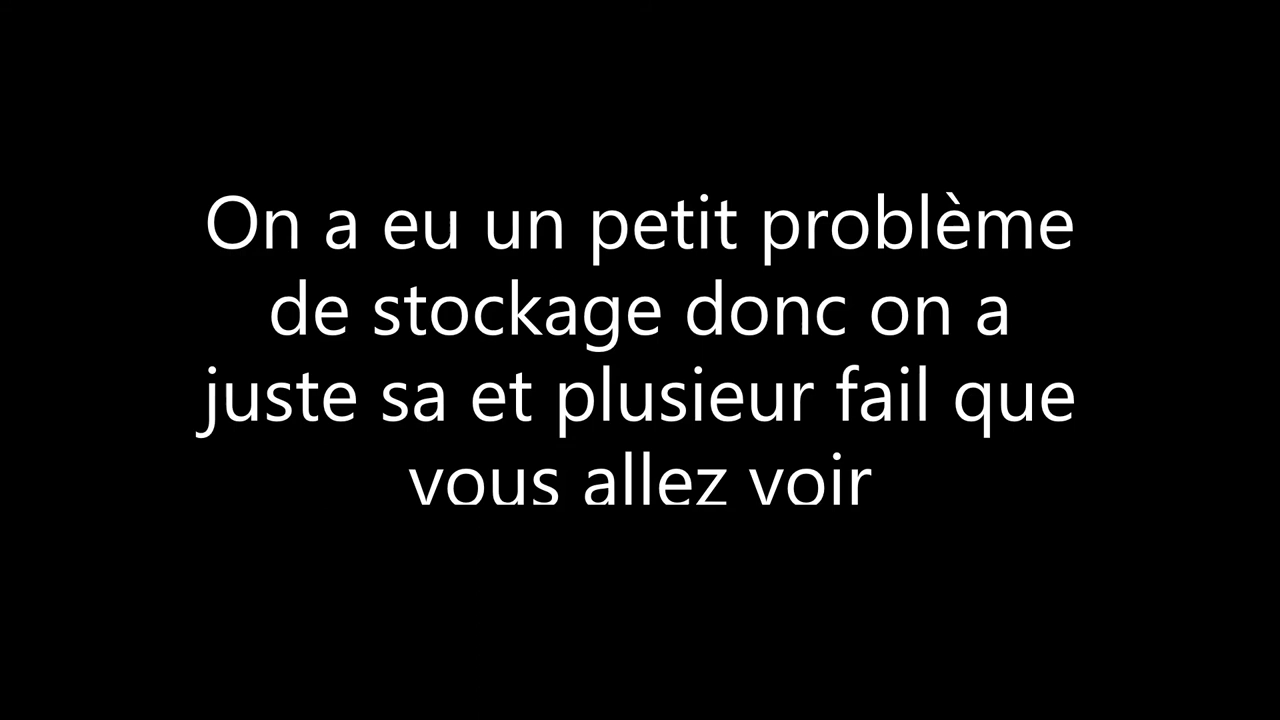 On a eu un petit problème
de stockage donc on a
juste sa et plusieur fail que
vous allez voir